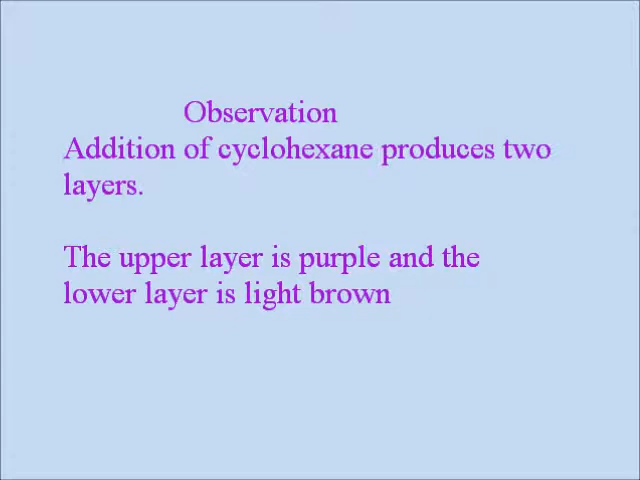 Observation
Addition of cyclohexane produces two
layers.
The upper layer is purple and the
lower layer is light brown